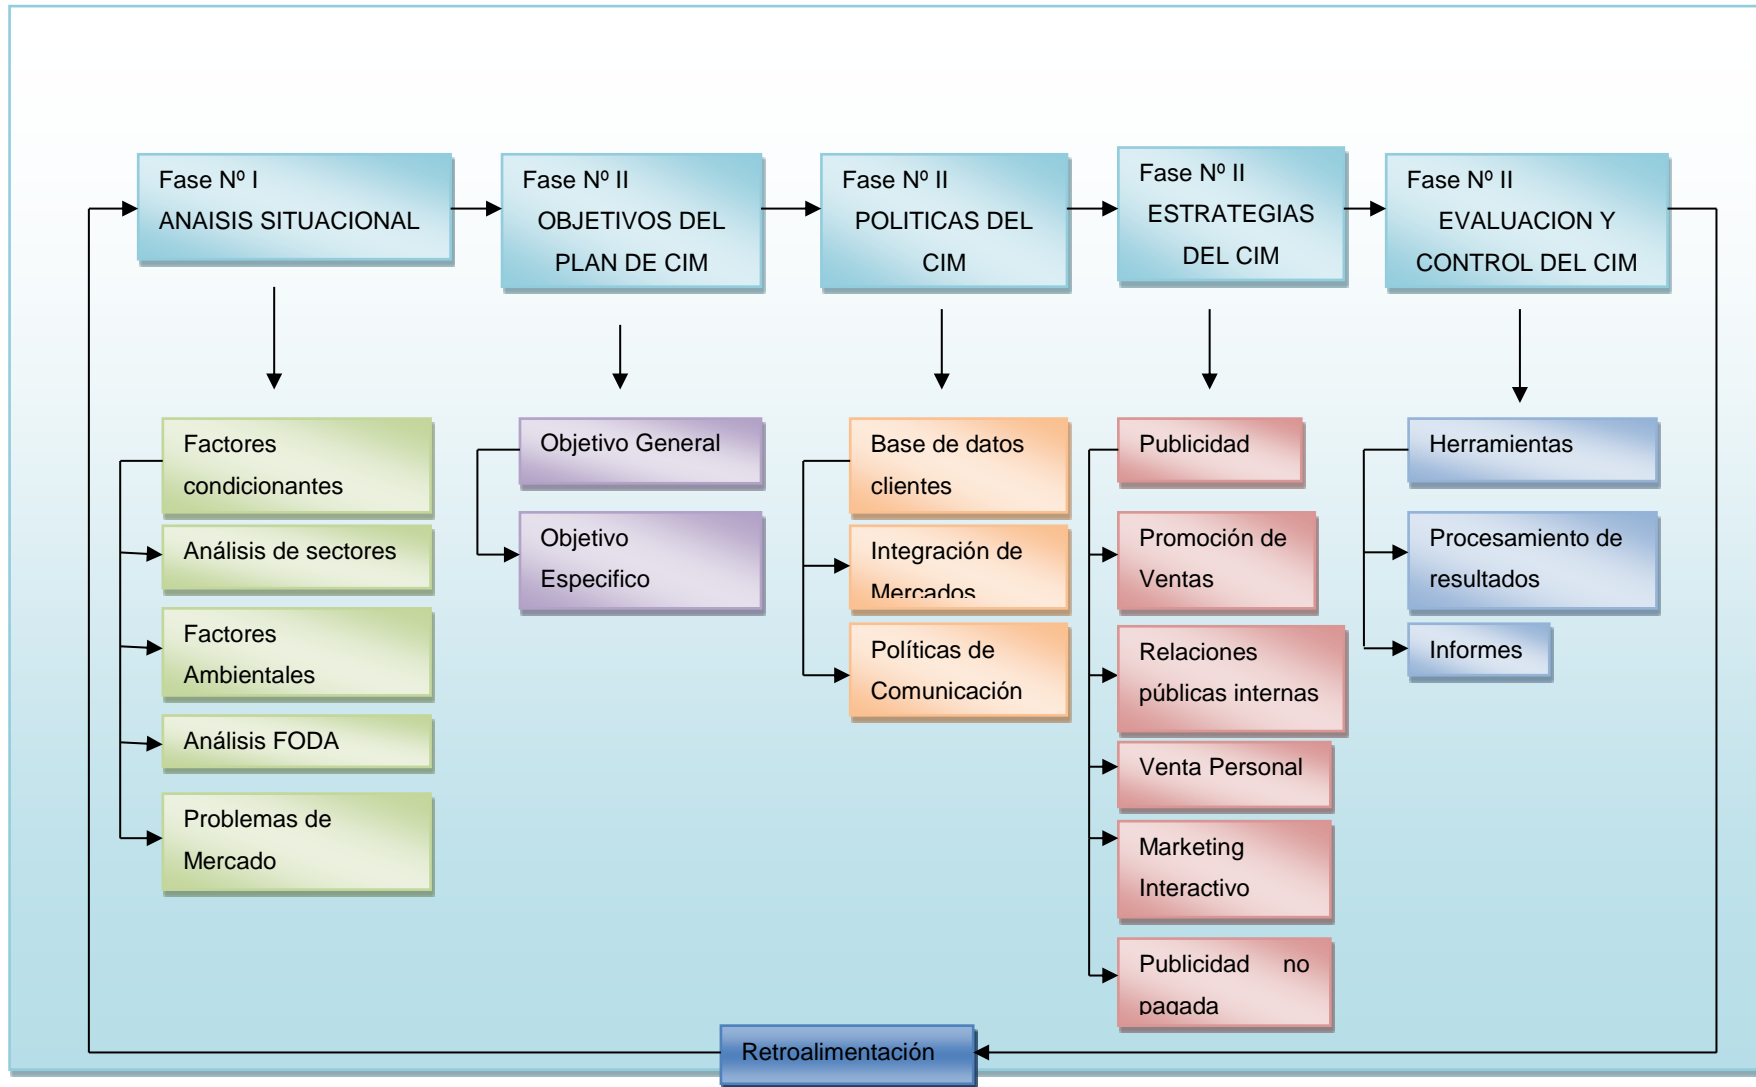 Fase Nº I
ANAISIS SITUACIONAL
Fase Nº II
OBJETIVOS DEL
PLAN DE CIM
Fase Nº II
POLITICAS DEL
CIM
Fase Nº II
ESTRATEGIAS
DEL CIM
Fase Nº II
EVALUACION Y
CONTROL DEL CIM
Factores
condicionantes
Análisis de sectores
Factores
Ambientales
Análisis FODA
Problemas de
Mercado
Objetivo General
Objetivo
Especifico
Base de datos
clientes
Integración de
Mercados
Políticas de
Comunicación
Publicidad
Promoción de
Ventas
Relaciones
públicas internas
Venta Personal
Marketing
Interactivo
Publicidad no
pagada
Herramientas
Procesamiento de
resultados
Informes
Retroalimentación